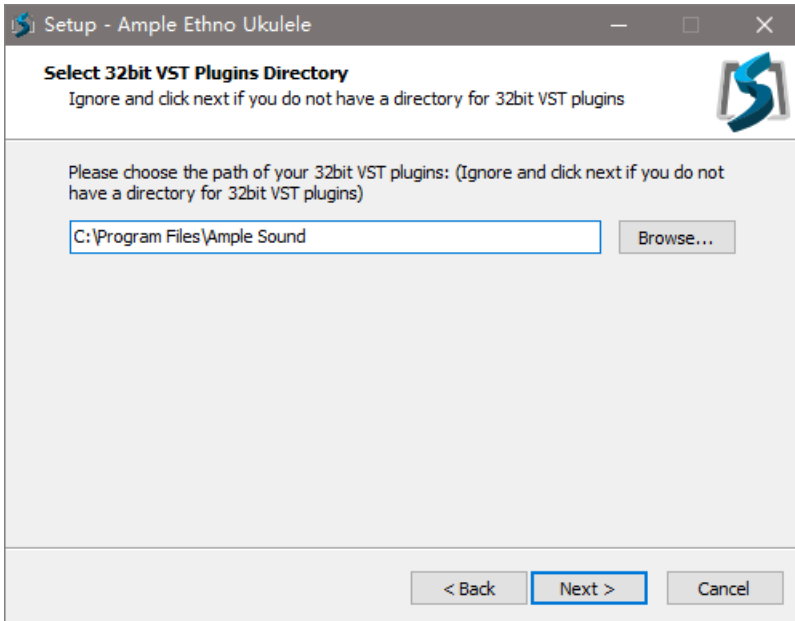 Setup - Ample Ethno Ukulele
Select 32bit VST Plugins Directory
Ignore and click next if you do not have a directory for 32bit VST plugins
Please choose the path of your 32bit VST plugins: (Ignore and click next if you do not
have a directory for 32bit VST plugins)
C:\Program Files\Ample Sound
Browse...
< Back
Next >
Cancel